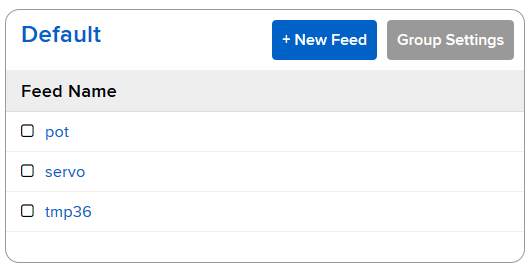 Default
+ New Feed
Group Settings
Feed Name
pot
servo
tmp36